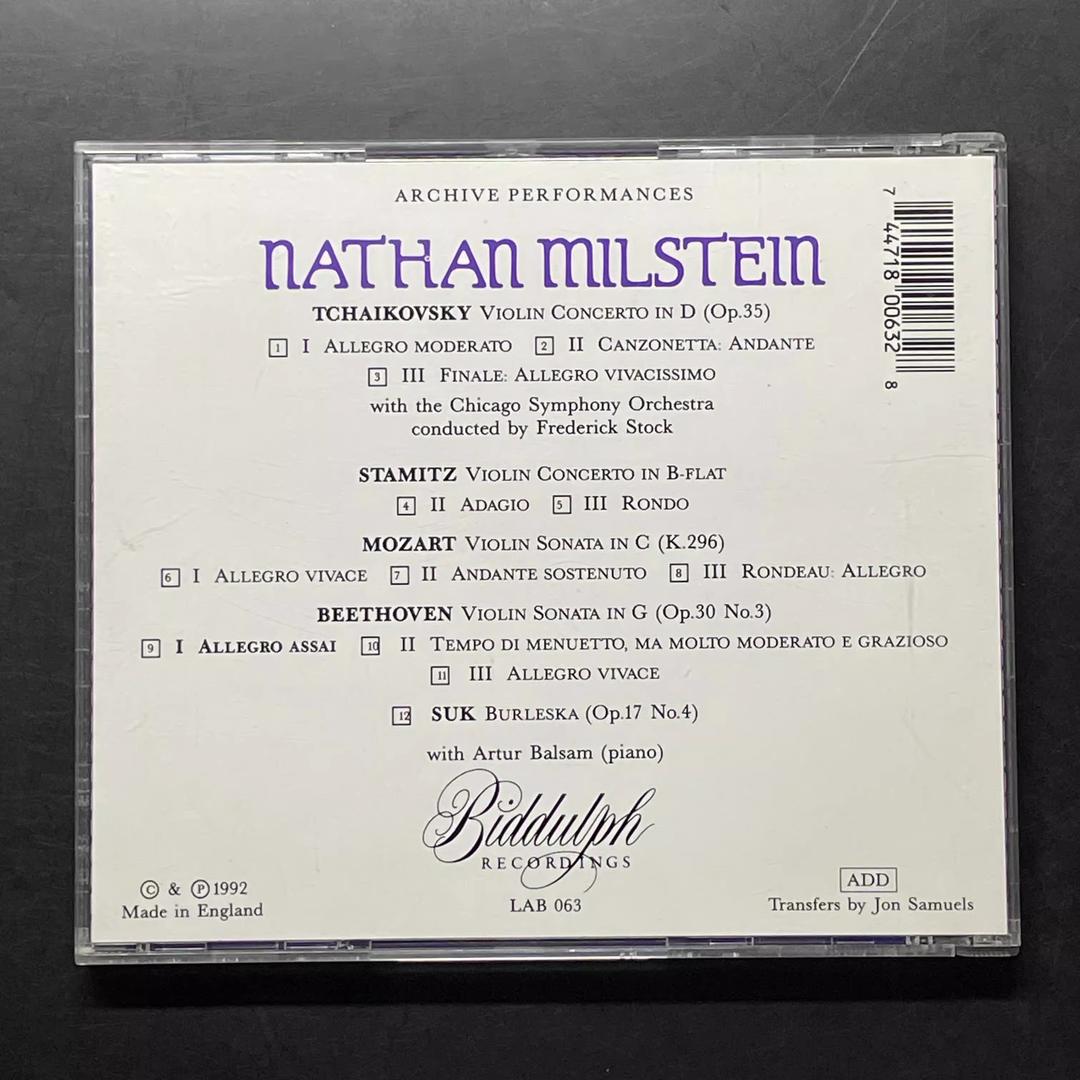 ARCHIVE PERFORMANCES
NATHAN MILSTEIN
TCHAIKOVSKY VIOLIN CONCERTO IN D (Op.35)
1 I ALLEGRO MODERATO 2 II CANZONETTA: ANDANTE
3 III FINALE: ALLEGRO VIVACISSIMO
with the Chicago Symphony Orchestra
conducted by Frederick Stock
STAMITZ VIOLIN CONCERTO IN B-FLAT
4 II ADAGIO 5 III RONDO
MOZART VIOLIN SONATA IN C (K.296)
6 I ALLEGRO VIVACE 7 II ANDANTE SOSTENUTO 8 III RONDEAU: ALLEGRO
BEETHOVEN VIOLIN SONATA IN G (Op.30 No.3)
9 I ALLEGRO ASSAI 10 II TEMPO DI MENUETTO, MA MOLTO MODERATO E GRAZIOSO
11 III ALLEGRO VIVACE
12 SUK BURLESKA (Op.17 No.4)
with Artur Balsam (piano)
Biddulph
RECORDINGS
LAB 063
© & ℗ 1992
Made in England
ADD
Transfers by Jon Samuels
7 44718 00632 8